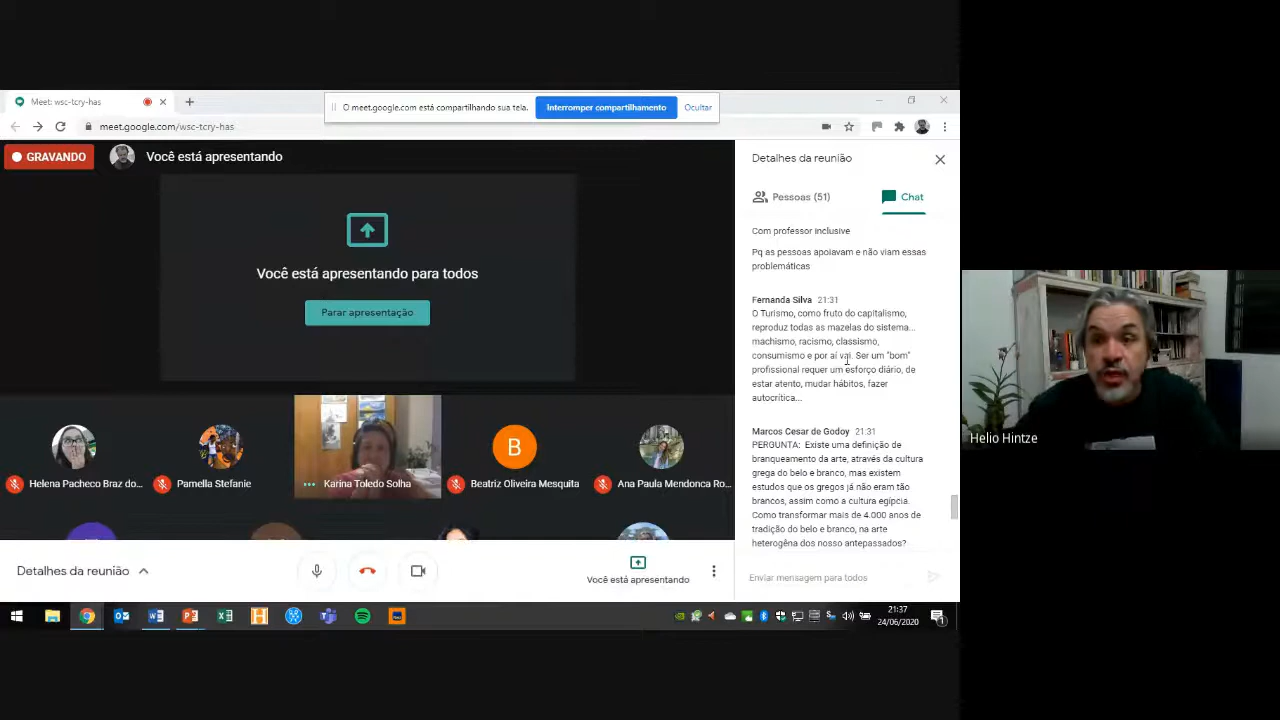 Meet: wsc-tcry-has
O meet.google.com está compartilhando sua tela.
Interromper compartilhamento
Ocultar
meet.google.com/wsc-tcry-has
GRAVANDO
Você está apresentando
Detalhes da reunião
Pessoas (51)
Chat
Você está apresentando para todos
Parar apresentação
Com professor inclusive
Pq as pessoas apoiavam e não viam essas
problemáticas
Fernanda Silva 21:31
O Turismo, como fruto do capitalismo,
reproduz todas as mazelas do sistema...
machismo, racismo, classismo,
consumismo e por aí vai. Ser um "bom"
profissional requer um esforço diário, de
estar atento, mudar hábitos, fazer
autocrítica...
Marcos Cesar de Godoy 21:31
PERGUNTA: Existe uma definição de
branqueamento da arte, através da cultura
grega do belo e branco, mas existem
estudos que os gregos já não eram tão
brancos, assim como a cultura egípcia.
Como transformar mais de 4.000 anos de
tradição do belo e branco, na arte
heterogêna dos nosso antepassados?
Helena Pacheco Braz do...
Pamella Stefanie
Karina Toledo Solha
B
Beatriz Oliveira Mesquita
Ana Paula Mendonca Ro...
Helio Hintze
Detalhes da reunião
Você está apresentando
Enviar mensagem para todos
21:37
24/06/2020